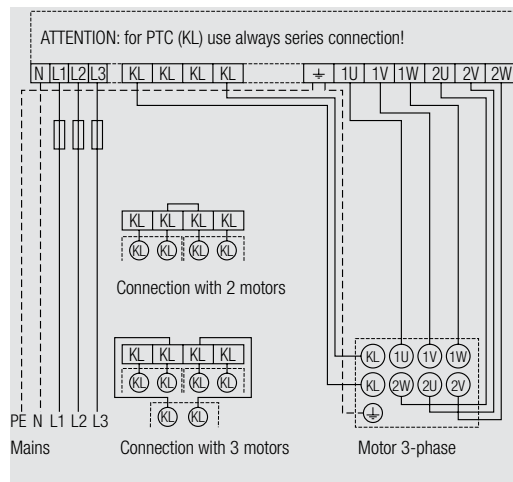 ATTENTION: for PTC (KL) use always series connection!
N L1 L2 L3 KL KL KL KL ⏚ 1U 1V 1W 2U 2V 2W
KL KL KL KL
KL KL KL KL
Connection with 2 motors
KL KL KL KL
KL KL KL KL
KL KL
KL 1U 1V 1W
KL 2W 2U 2V
PE N L1 L2 L3
Mains
Connection with 3 motors
Motor 3-phase